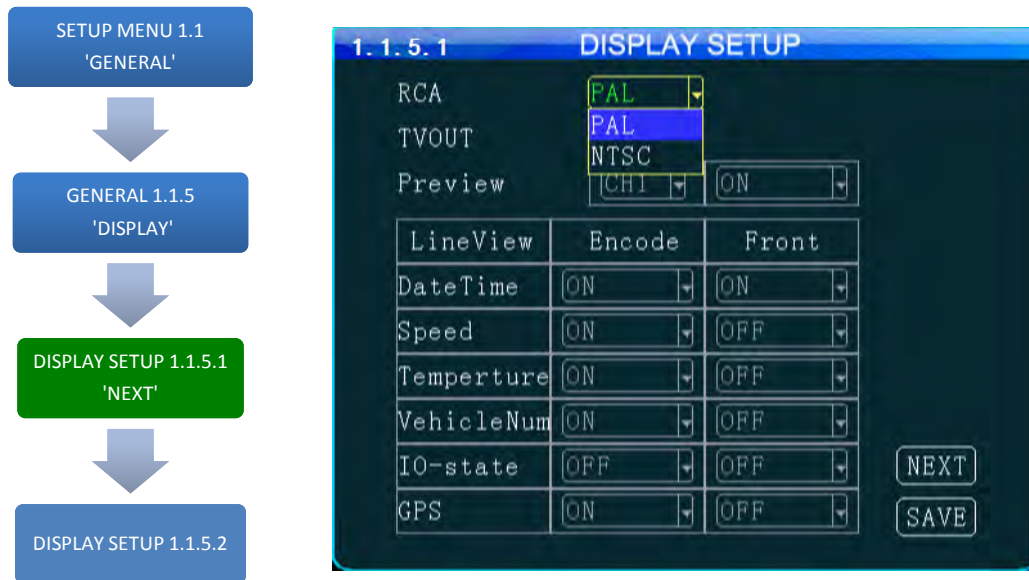 SETUP MENU 1.1
'GENERAL'
GENERAL 1.1.5
'DISPLAY'
DISPLAY SETUP 1.1.5.1
'NEXT'
DISPLAY SETUP 1.1.5.2
1.1.5.1 DISPLAY SETUP
RCA PAL
PAL
TVOUT
NTSC
Preview CH1 ON
LineView Encode Front
DateTime ON ON
Speed ON OFF
Temperture ON OFF
VehicleNum ON OFF
IO-state OFF OFF
NEXT
GPS ON OFF
SAVE